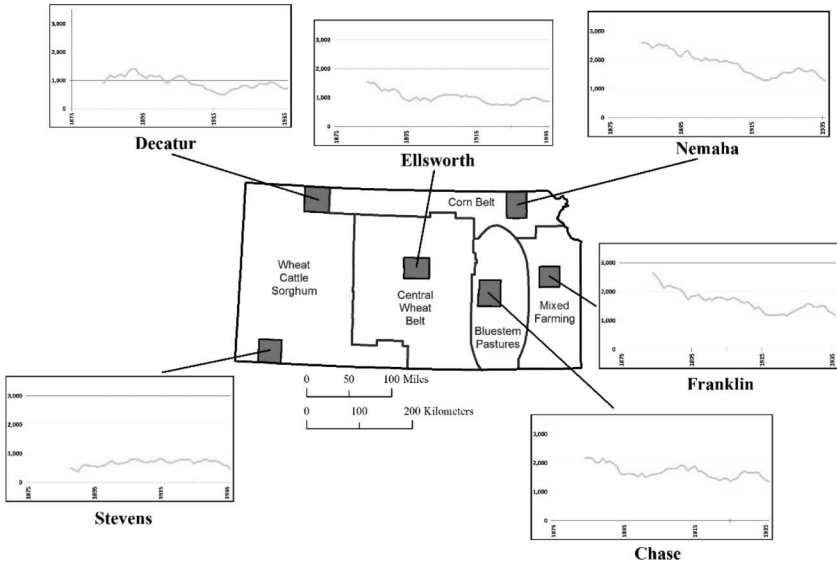 3,000
2,000
1,000
0
1875
1895
1915
1935
Decatur
3,000
2,000
1,000
0
1875
1895
1915
1935
Ellsworth
3,000
2,000
1,000
0
1875
1895
1915
1935
Nemaha
Corn Belt
Wheat
Cattle
Sorghum
Central
Wheat
Belt
Bluestem
Pastures
Mixed
Farming
0 50 100 Miles
0 100 200 Kilometers
3,000
2,000
1,000
0
1875
1895
1915
1935
Franklin
3,000
2,000
1,000
0
1875
1895
1915
1935
Stevens
3,000
2,000
1,000
0
1875
1895
1915
1935
Chase